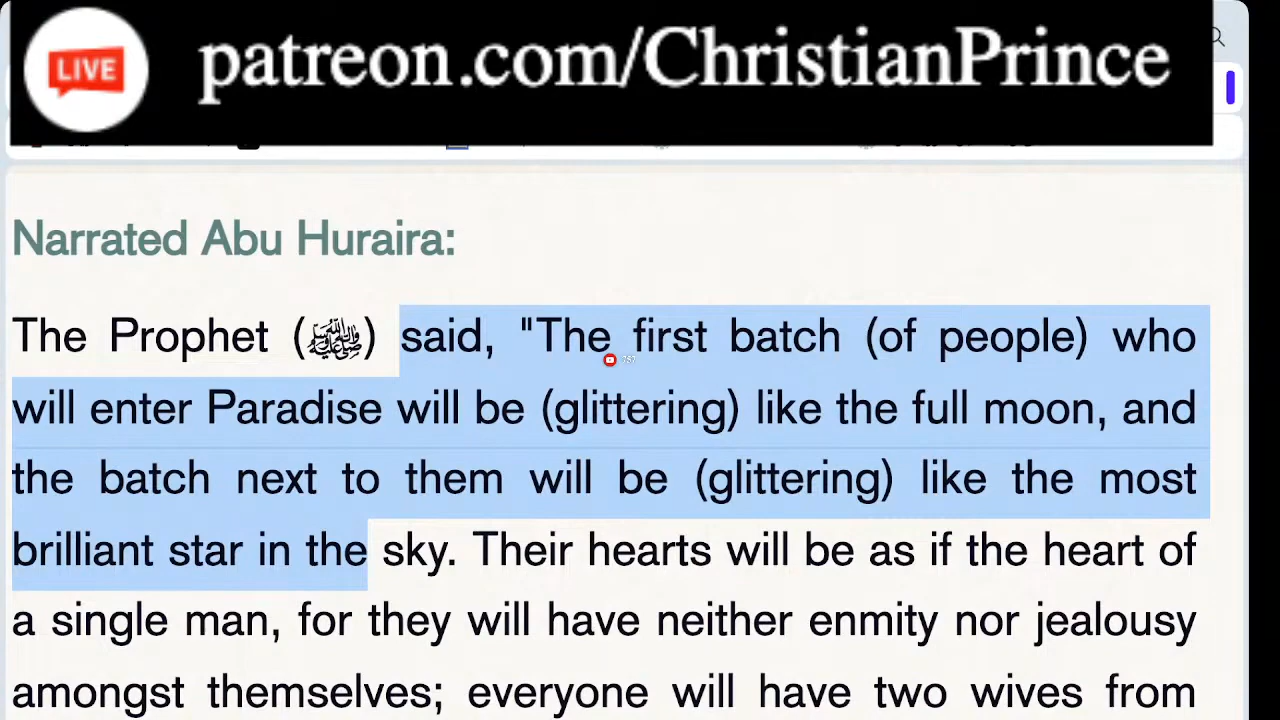 LIVE
patreon.com/ChristianPrince
Narrated Abu Huraira:
The Prophet (ﷺ) said, "The first batch (of people) who
757
will enter Paradise will be (glittering) like the full moon, and
the batch next to them will be (glittering) like the most
brilliant star in the sky. Their hearts will be as if the heart of
a single man, for they will have neither enmity nor jealousy
amongst themselves; everyone will have two wives from